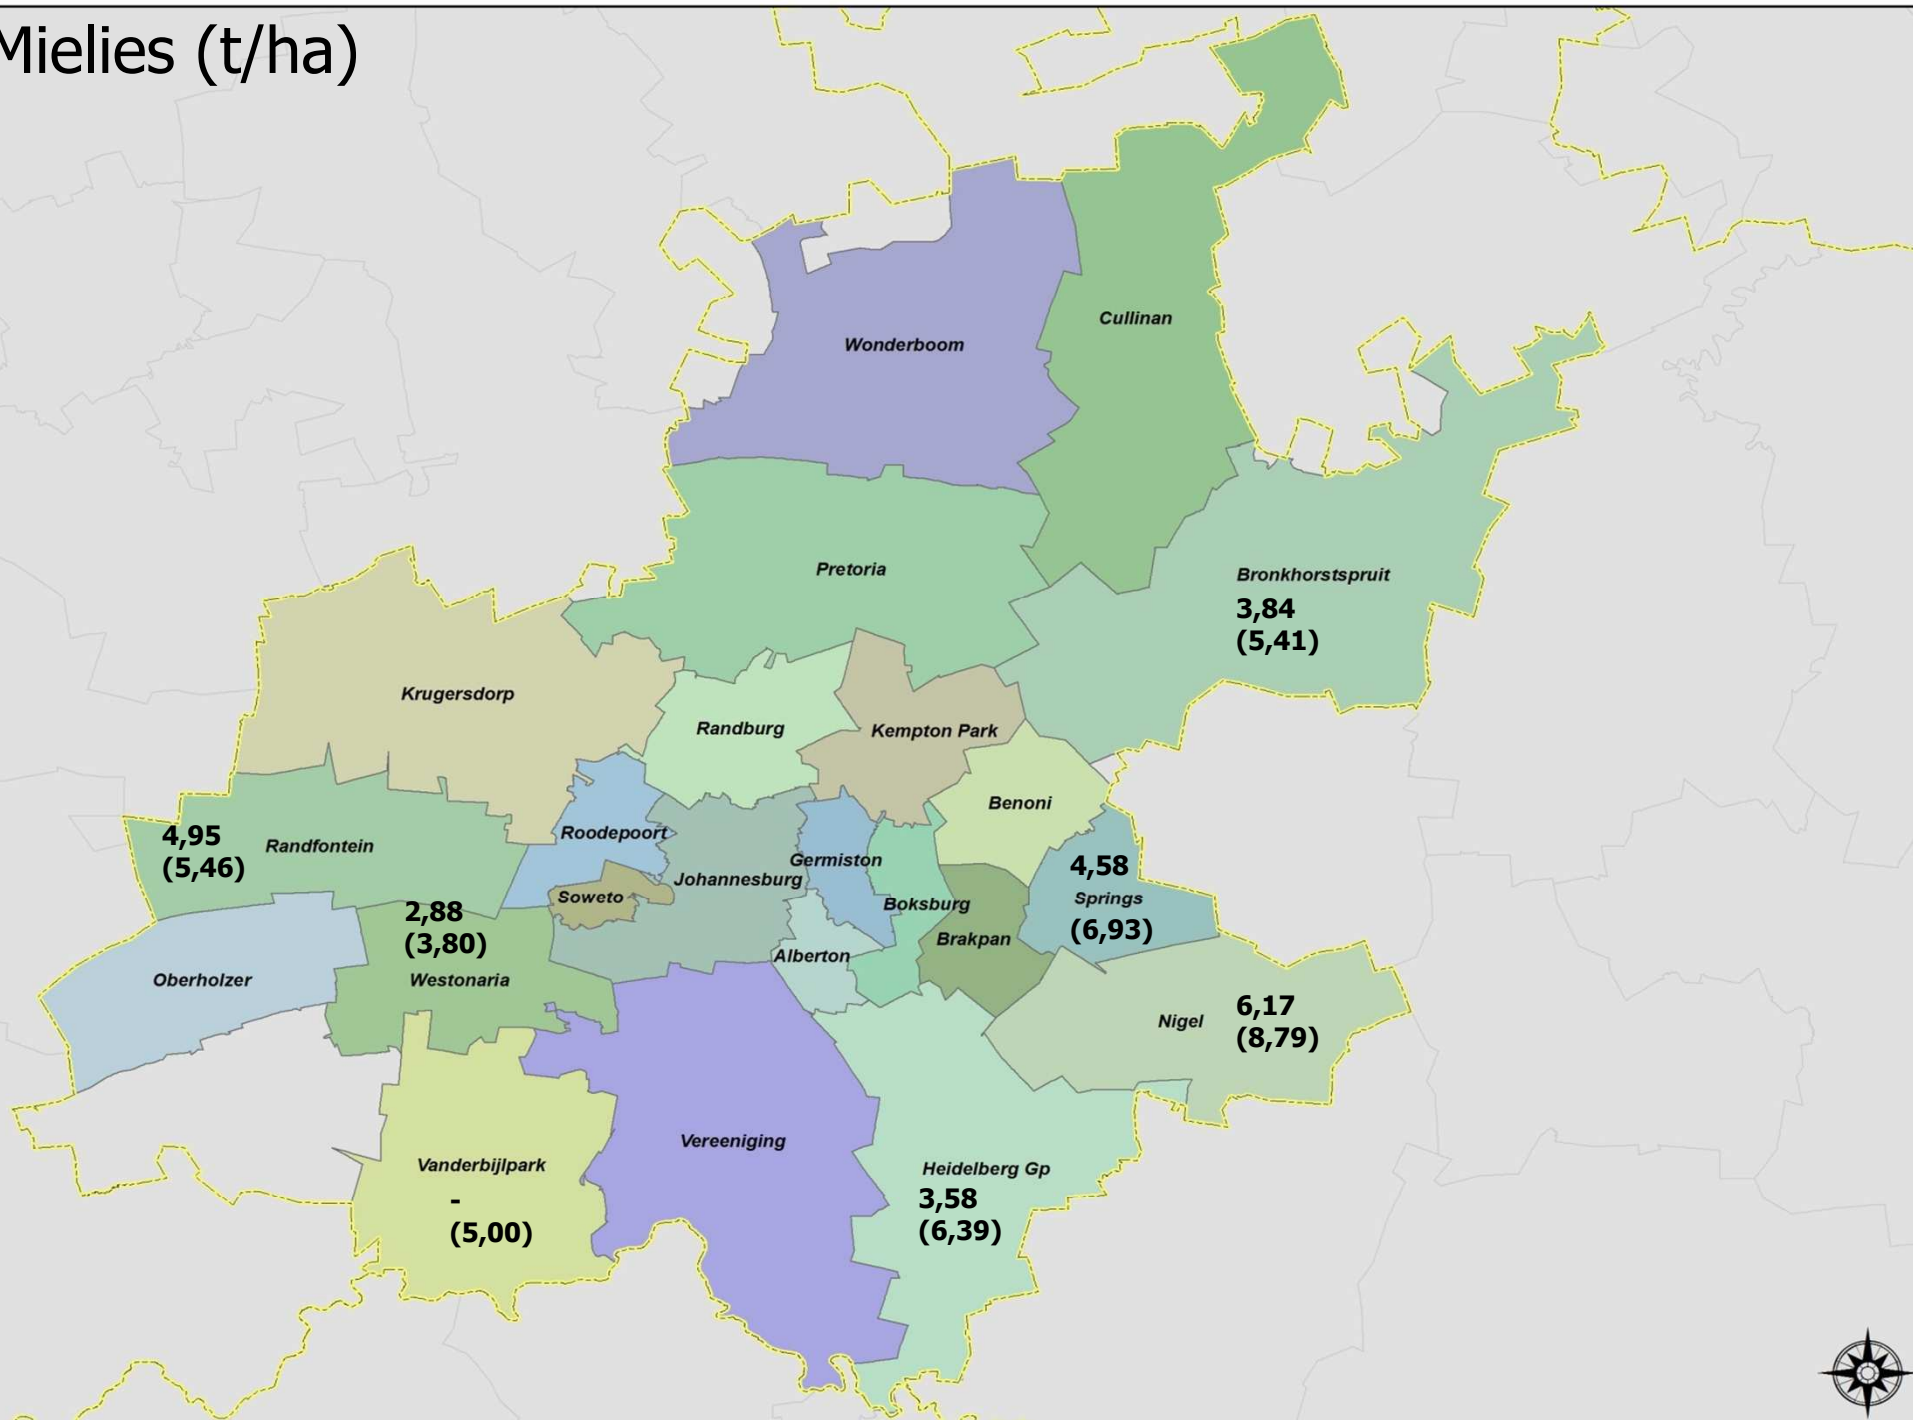 Mielies (t/ha)
Cullinan
Wonderboom
Pretoria
Bronkhorstspruit
3,84
(5,41)
Krugersdorp
Randburg
Kempton Park
Benoni
4,95
(5,46)
Randfontein
Roodepoort
Germiston
Johannesburg
4,58
Springs
(6,93)
Soweto
Boksburg
2,88
(3,80)
Westonaria
Brakpan
Alberton
Oberholzer
Nigel
6,17
(8,79)
Vereeniging
Vanderbijlpark
-
(5,00)
Heidelberg Gp
3,58
(6,39)